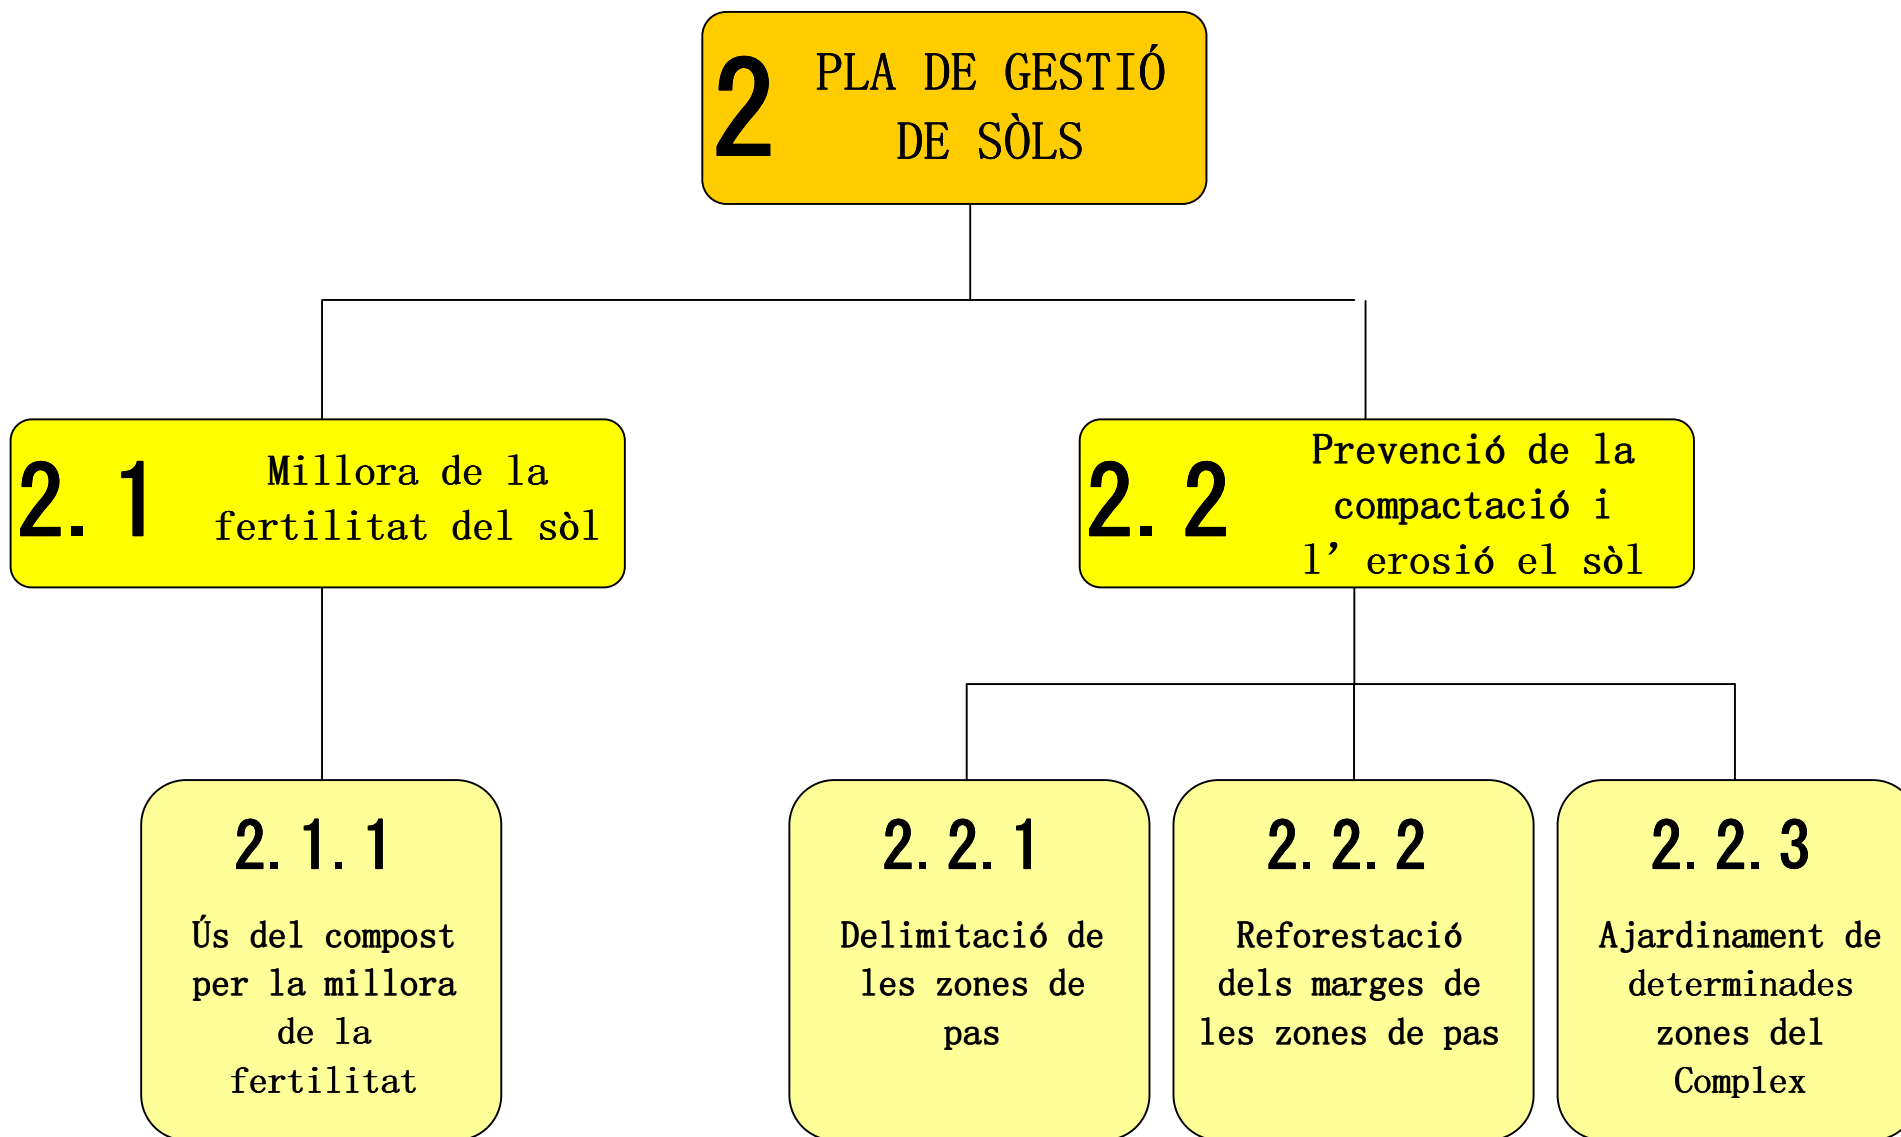 2 PLA DE GESTIÓ
DE SÒLS
2.1 Millora de la
fertilitat del sòl
2.2 Prevenció de la
compactació i
l’erosió el sòl
2.1.1
Ús del compost
per la millora
de la
fertilitat
2.2.1
Delimitació de
les zones de
pas
2.2.2
Reforestació
dels marges de
les zones de pas
2.2.3
Ajardinament de
determinades
zones del
Complex